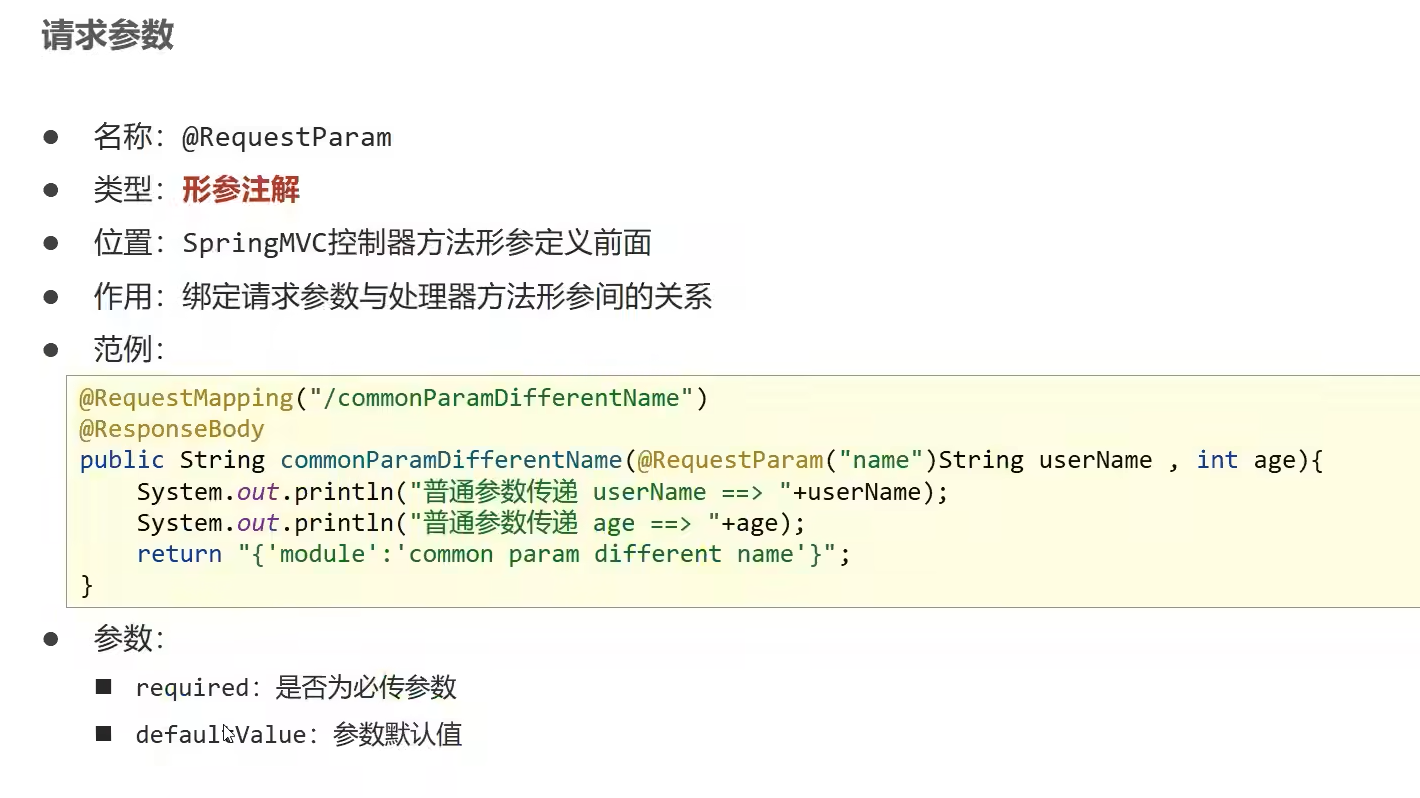 请求参数
名称：@RequestParam
类型：形参注解
位置：SpringMVC控制器方法形参定义前面
作用：绑定请求参数与处理器方法形参间的关系
范例：
@RequestMapping("/commonParamDifferentName")
@ResponseBody
public String commonParamDifferentName(@RequestParam("name")String userName , int age){
    System.out.println("普通参数传递 userName ==> "+userName);
    System.out.println("普通参数传递 age ==> "+age);
    return "{'module':'common param different name'}";
}
参数：
required：是否为必传参数
defaultValue：参数默认值